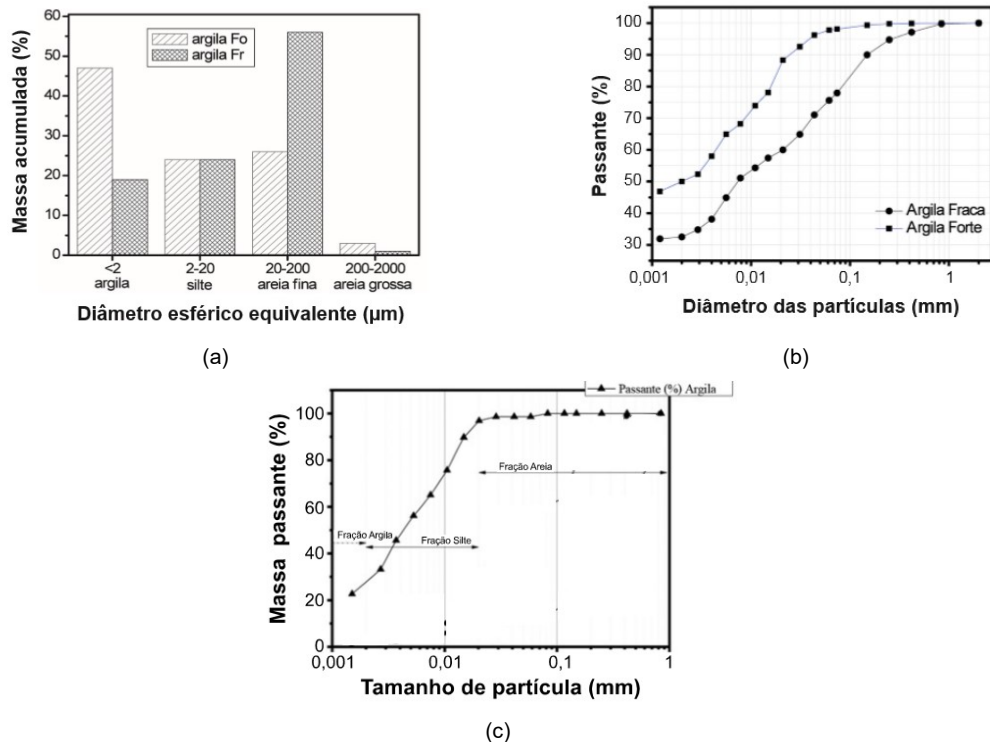 60
50
40
30
20
10
0
Massa acumulada (%)
argila Fo
argila Fr
<2
argila
2-20
silte
20-200
areia fina
200-2000
areia grossa
Diâmetro esférico equivalente (µm)
(a)
100
90
80
70
60
50
40
30
Passante (%)
Argila Fraca
Argila Forte
0,001
0,01
0,1
1
Diâmetro das partículas (mm)
(b)
Passante (%) Argila
100
80
60
40
20
0
Massa passante (%)
Fração Areia
Fração Argila
Fração Silte
0,001
0,01
0,1
1
Tamanho de partícula (mm)
(c)